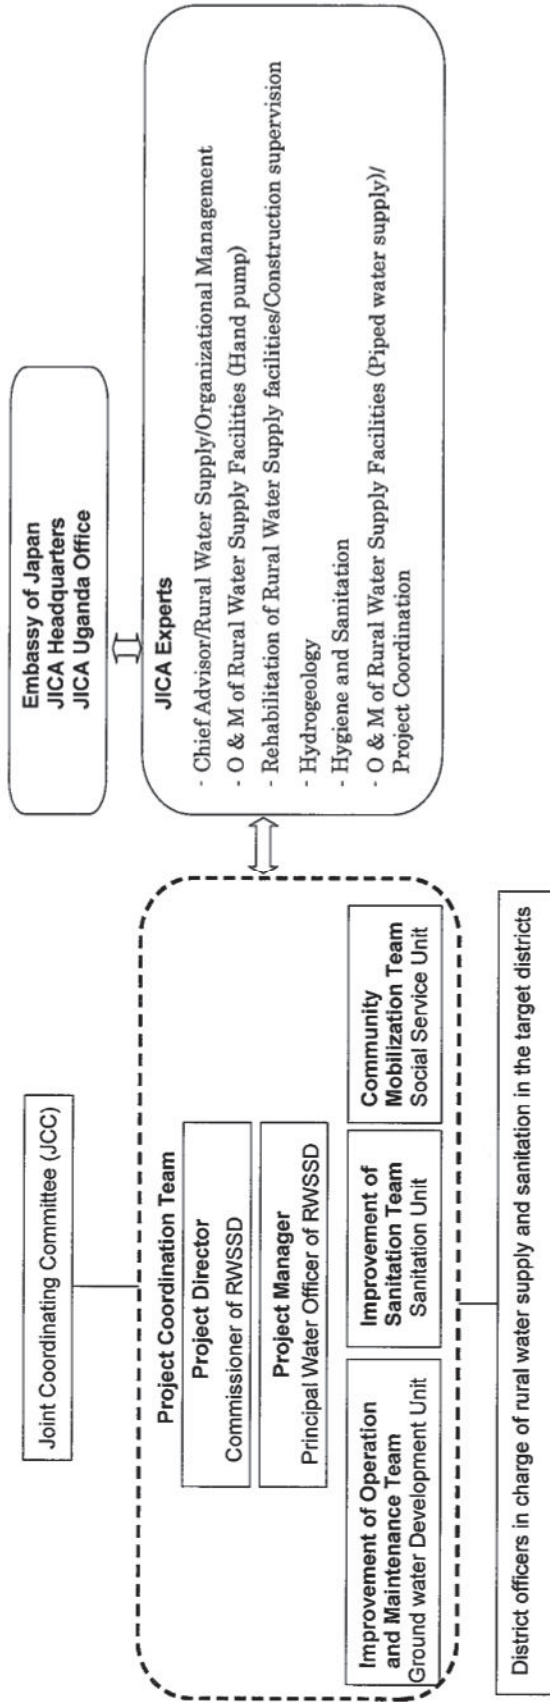 Joint Coordinating Committee (JCC)
Project Coordination Team
Project Director
Commissioner of RWSSD
Project Manager
Principal Water Officer of RWSSD
Improvement of Operation
and Maintenance Team
Ground water Development Unit
Improvement of
Sanitation Team
Sanitation Unit
Community
Mobilization Team
Social Service Unit
District officers in charge of rural water supply and sanitation in the target districts
Embassy of Japan
JICA Headquarters
JICA Uganda Office
JICA Experts
- Chief Advisor/Rural Water Supply/Organizational Management
- O & M of Rural Water Supply Facilities (Hand pump)
- Rehabilitation of Rural Water Supply facilities/Construction supervision
- Hydrogeology
- Hygiene and Sanitation
- O & M of Rural Water Supply Facilities (Piped water supply)/
Project Coordination